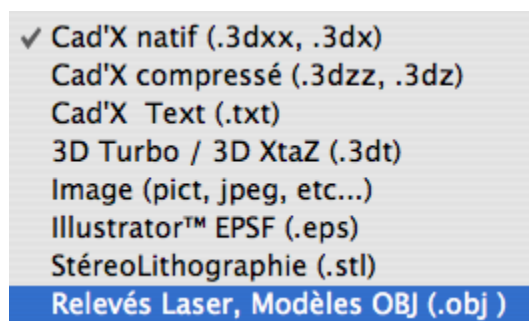 ✓ Cad'X natif (.3dxx, .3dx)
Cad'X compressé (.3dzz, .3dz)
Cad'X  Text (.txt)
3D Turbo / 3D XtaZ (.3dt)
Image (pict, jpeg, etc...)
Illustrator™ EPSF (.eps)
StéreoLithographie (.stl)
Relevés Laser, Modèles OBJ (.obj )